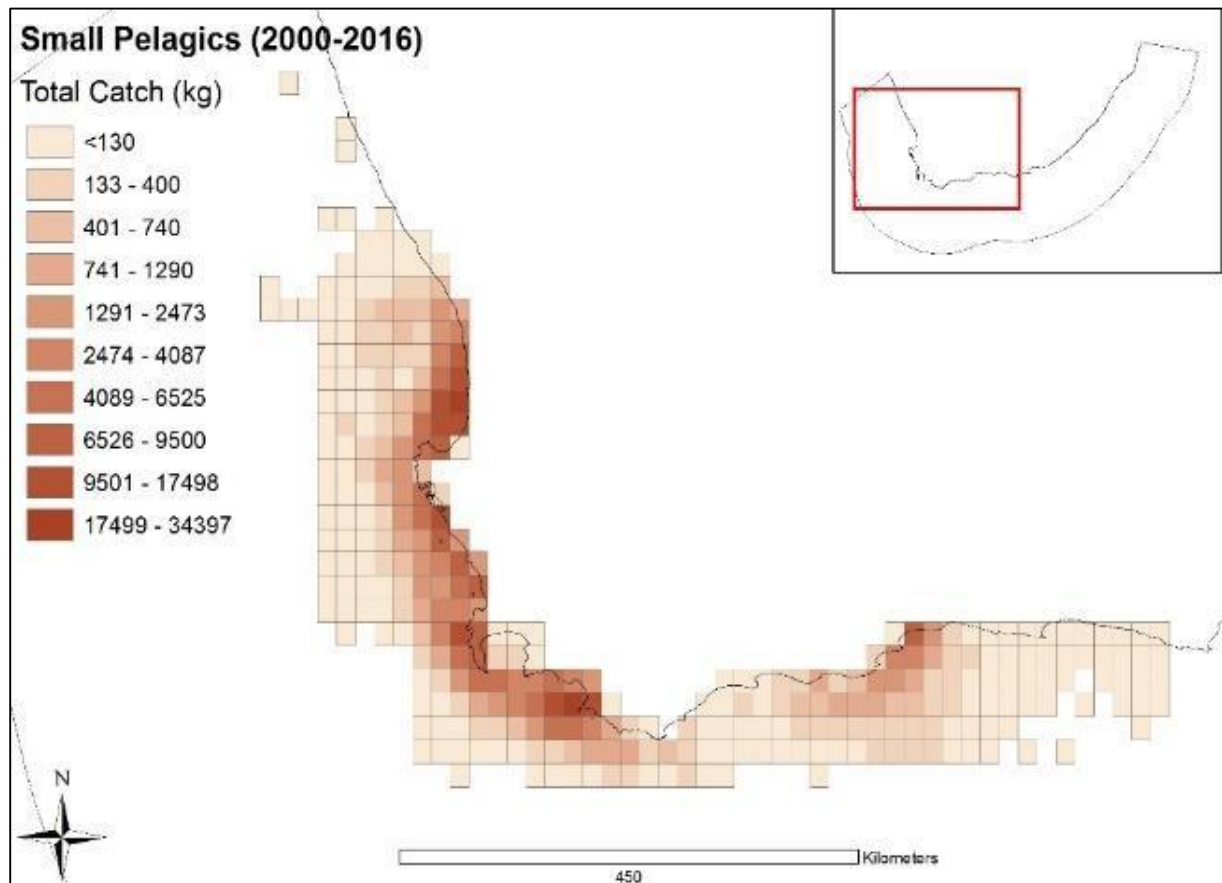 Small Pelagics (2000-2016)
Total Catch (kg)
<130
133 - 400
401 - 740
741 - 1290
1291 - 2473
2474 - 4087
4089 - 6525
6526 - 9500
9501 - 17498
17499 - 34397
N
Kilometers
450